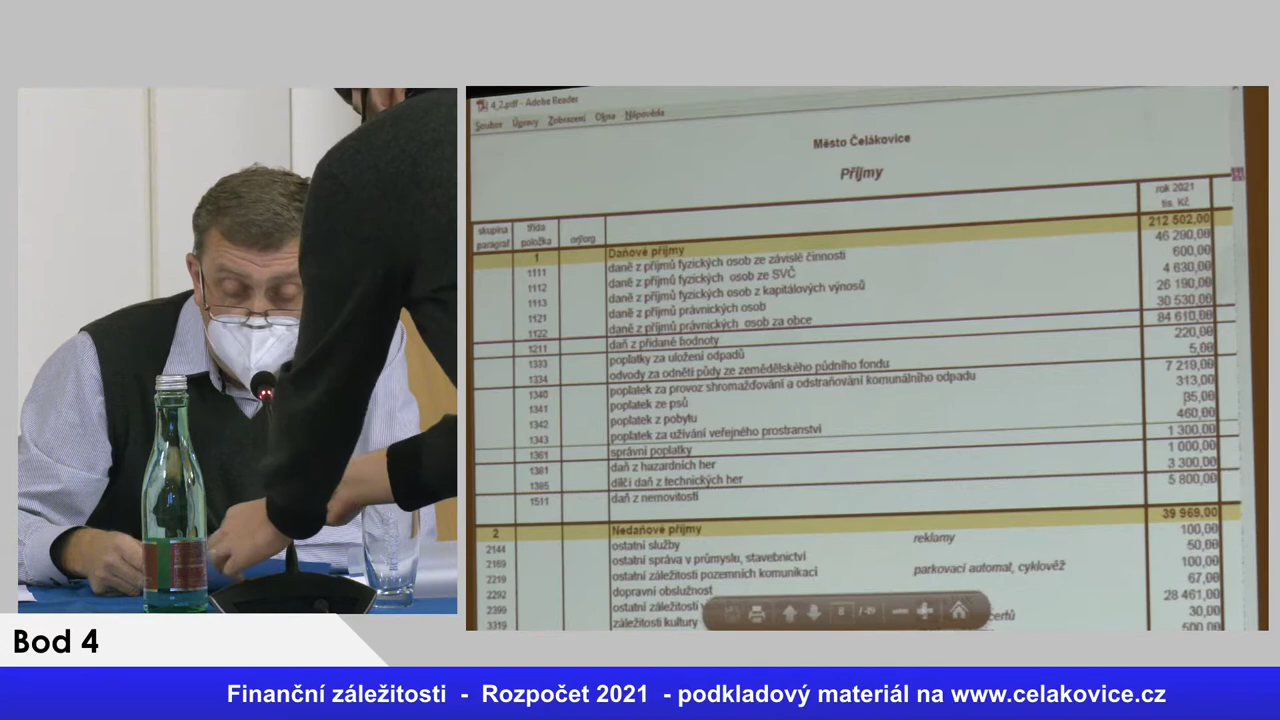 4_2.pdf - Adobe Reader
Soubor Úpravy Zobrazení Okna Nápověda
Město Čelákovice
Příjmy
skupina třída rok 2021
paragraf položka orj/org tis. Kč
1 Daňové příjmy 212 502,00
1111 daně z příjmů fyzických osob ze závislé činnosti 46 290,00
1112 daně z příjmů fyzických osob ze SVČ 600,00
1113 daně z příjmů fyzických osob z kapitálových výnosů 4 630,00
1121 daně z příjmů právnických osob 26 190,00
1122 daně z příjmů právnických osob za obce 30 530,00
1211 daň z přidané hodnoty 84 610,00
1333 poplatky za uložení odpadů 220,00
1334 odvody za odnětí půdy ze zemědělského půdního fondu 5,00
1340 poplatek za provoz shromažďování a odstraňování komunálního odpadu 7 219,00
1341 poplatek ze psů 313,00
1342 poplatek z pobytu 35,00
1343 poplatek za užívání veřejného prostranství 460,00
1361 správní poplatky 1 300,00
1381 daň z hazardních her 1 000,00
1385 dílčí daň z technických her 3 300,00
1511 daň z nemovitostí 5 800,00
2 Nedaňové příjmy 39 969,00
2144 ostatní služby reklamy 100,00
2169 ostatní správa v průmyslu, stavebnictví 50,00
2219 ostatní záležitosti pozemních komunikací parkovací automat, cyklověž 100,00
2292 dopravní obslužnost 67,00
2399 ostatní záležitosti 28 461,00
3319 záležitosti kultury 30,00
500,00
8 / 49
Bod 4
Finanční záležitosti - Rozpočet 2021 - podkladový materiál na www.celakovice.cz